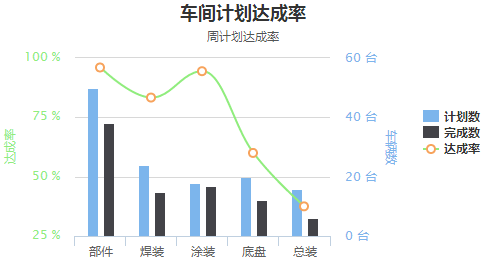 车间计划达成率
周计划达成率
100 %
75 %
50 %
25 %
达成率
60 台
40 台
20 台
0 台
车辆数
部件 焊装 涂装 底盘 总装
计划数
完成数
达成率